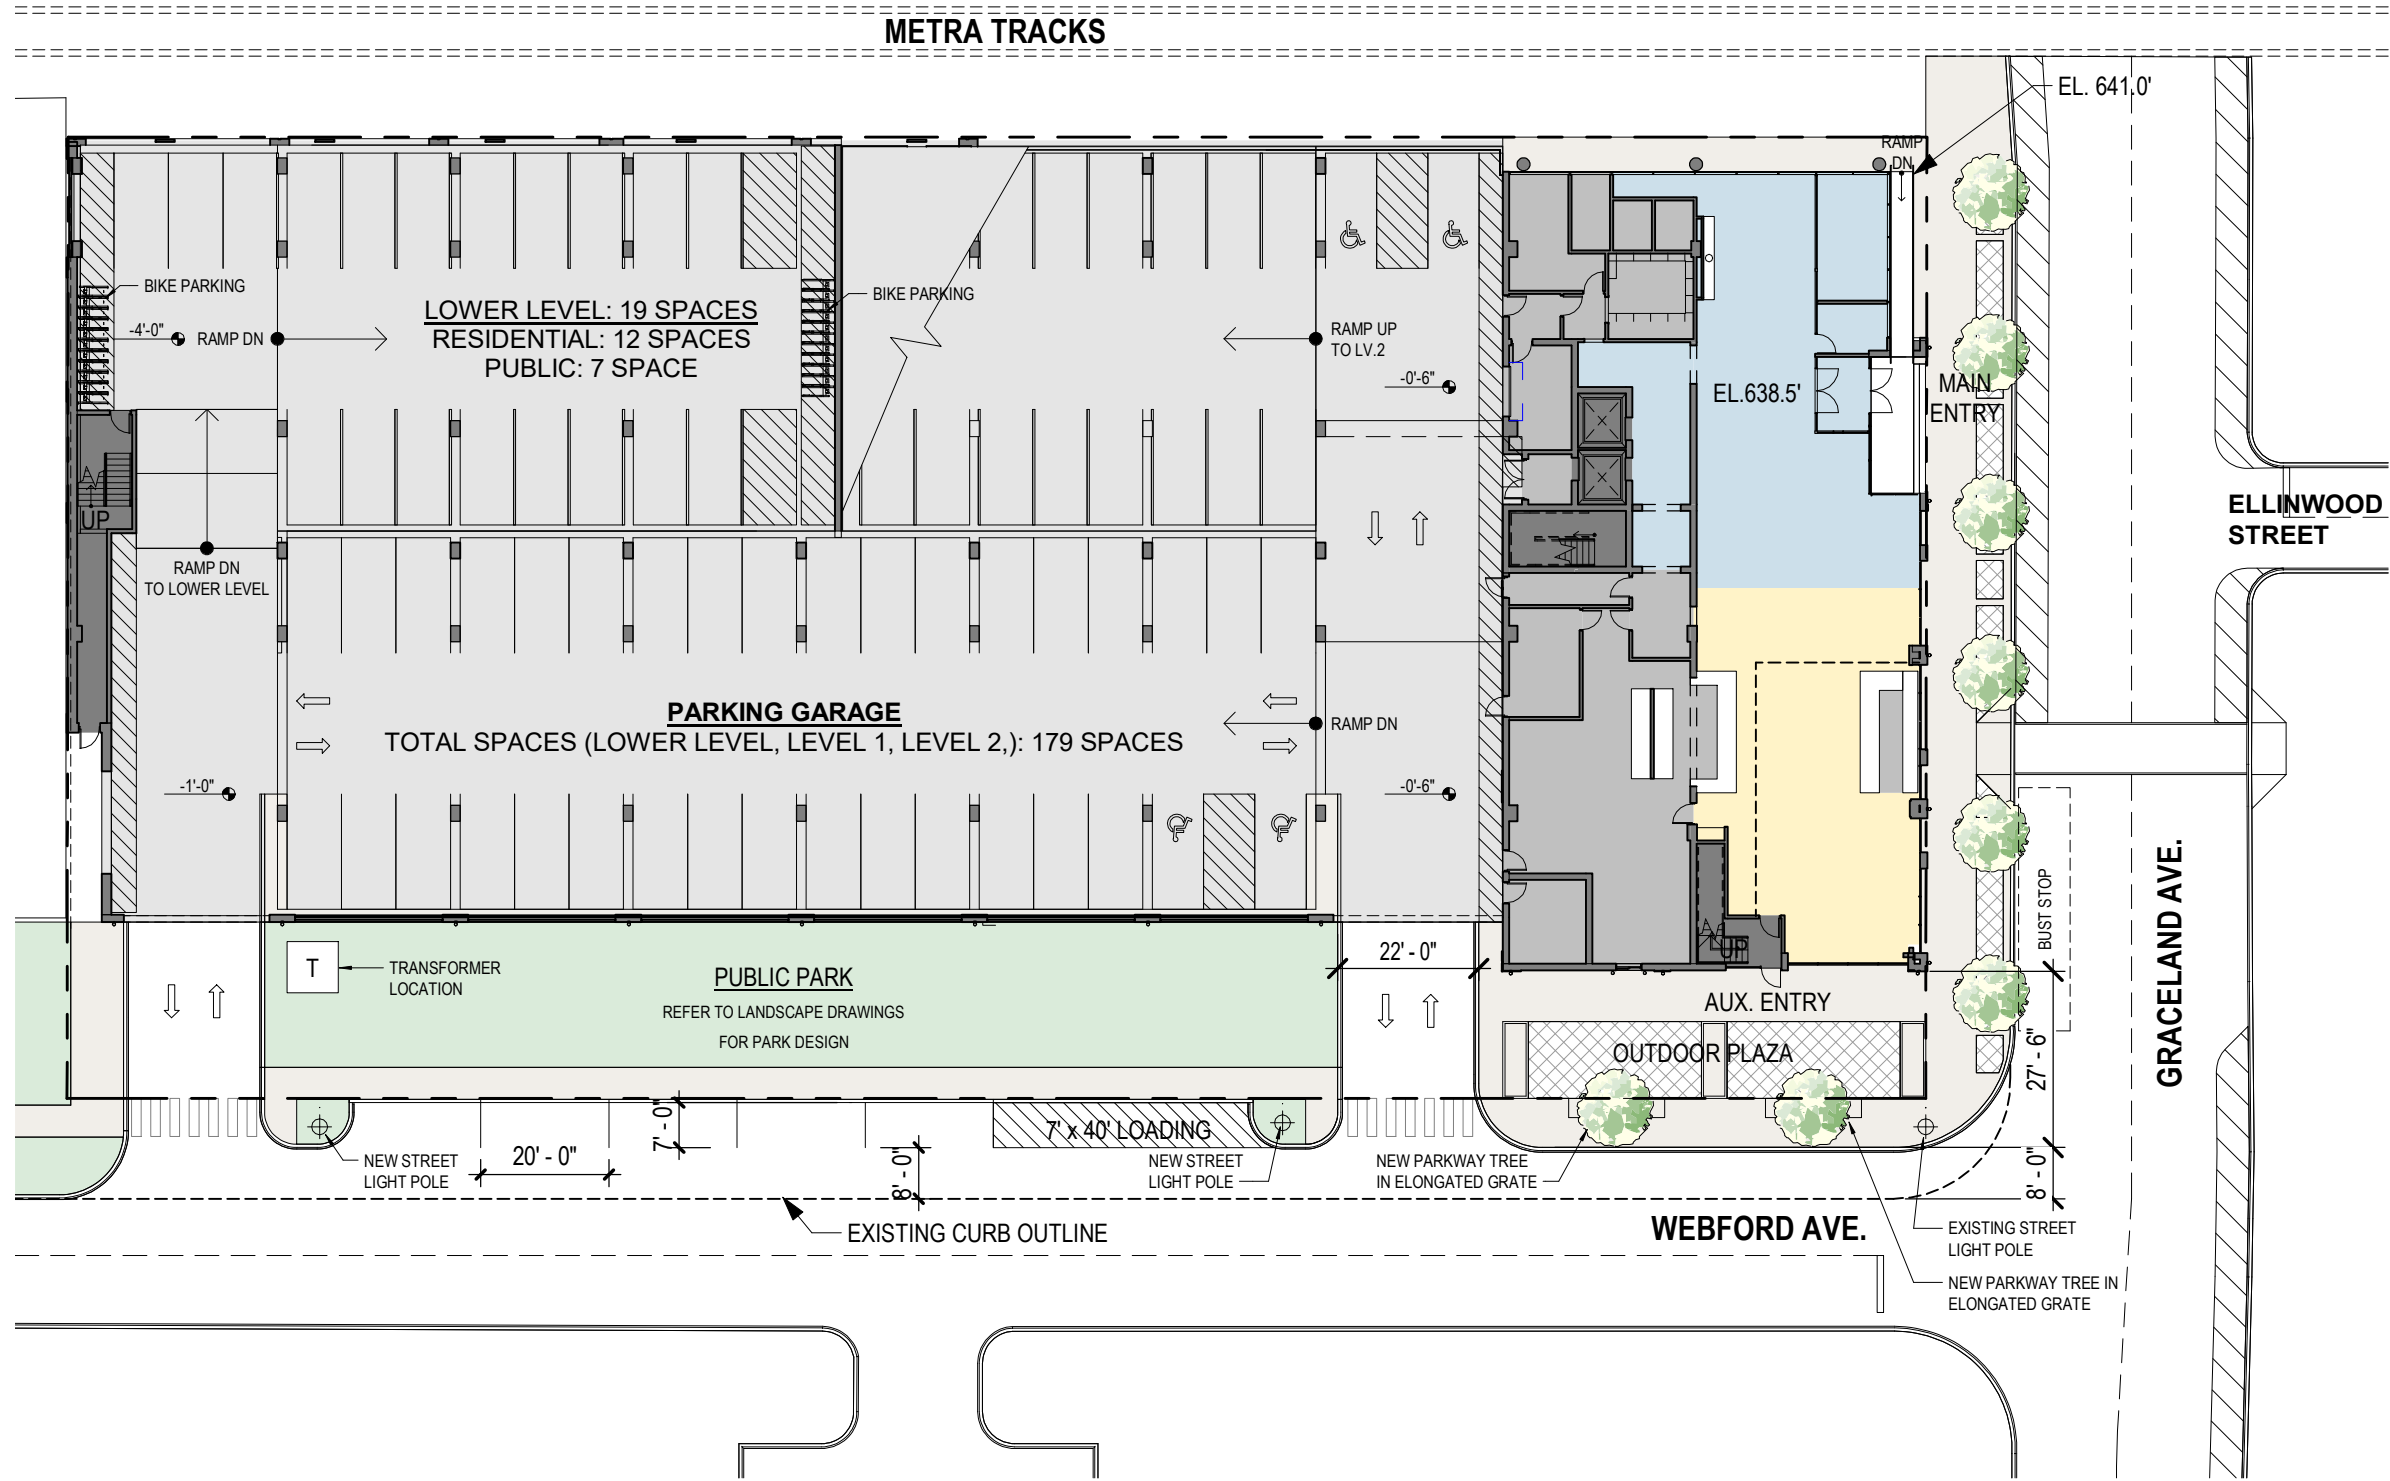 METRA TRACKS
EL. 641.0'
RAMP
DN
BIKE PARKING
BIKE PARKING
LOWER LEVEL: 19 SPACES
RESIDENTIAL: 12 SPACES
PUBLIC: 7 SPACE
-4'-0"
RAMP DN
RAMP UP
TO LV.2
-0'-6"
EL.638.5'
MAIN
ENTRY
ELLINWOOD
STREET
UP
RAMP DN
TO LOWER LEVEL
PARKING GARAGE
TOTAL SPACES (LOWER LEVEL, LEVEL 1, LEVEL 2,): 179 SPACES
RAMP DN
-1'-0"
-0'-6"
BUST STOP
GRACELAND AVE.
T
TRANSFORMER
LOCATION
PUBLIC PARK
REFER TO LANDSCAPE DRAWINGS
FOR PARK DESIGN
22' - 0"
UP
AUX. ENTRY
OUTDOOR PLAZA
27' - 6"
7' - 0"
7' x 40' LOADING
20' - 0"
8' - 0"
8' - 0"
NEW STREET
LIGHT POLE
NEW STREET
LIGHT POLE
NEW PARKWAY TREE
IN ELONGATED GRATE
EXISTING CURB OUTLINE
WEBFORD AVE.
EXISTING STREET
LIGHT POLE
NEW PARKWAY TREE IN
ELONGATED GRATE